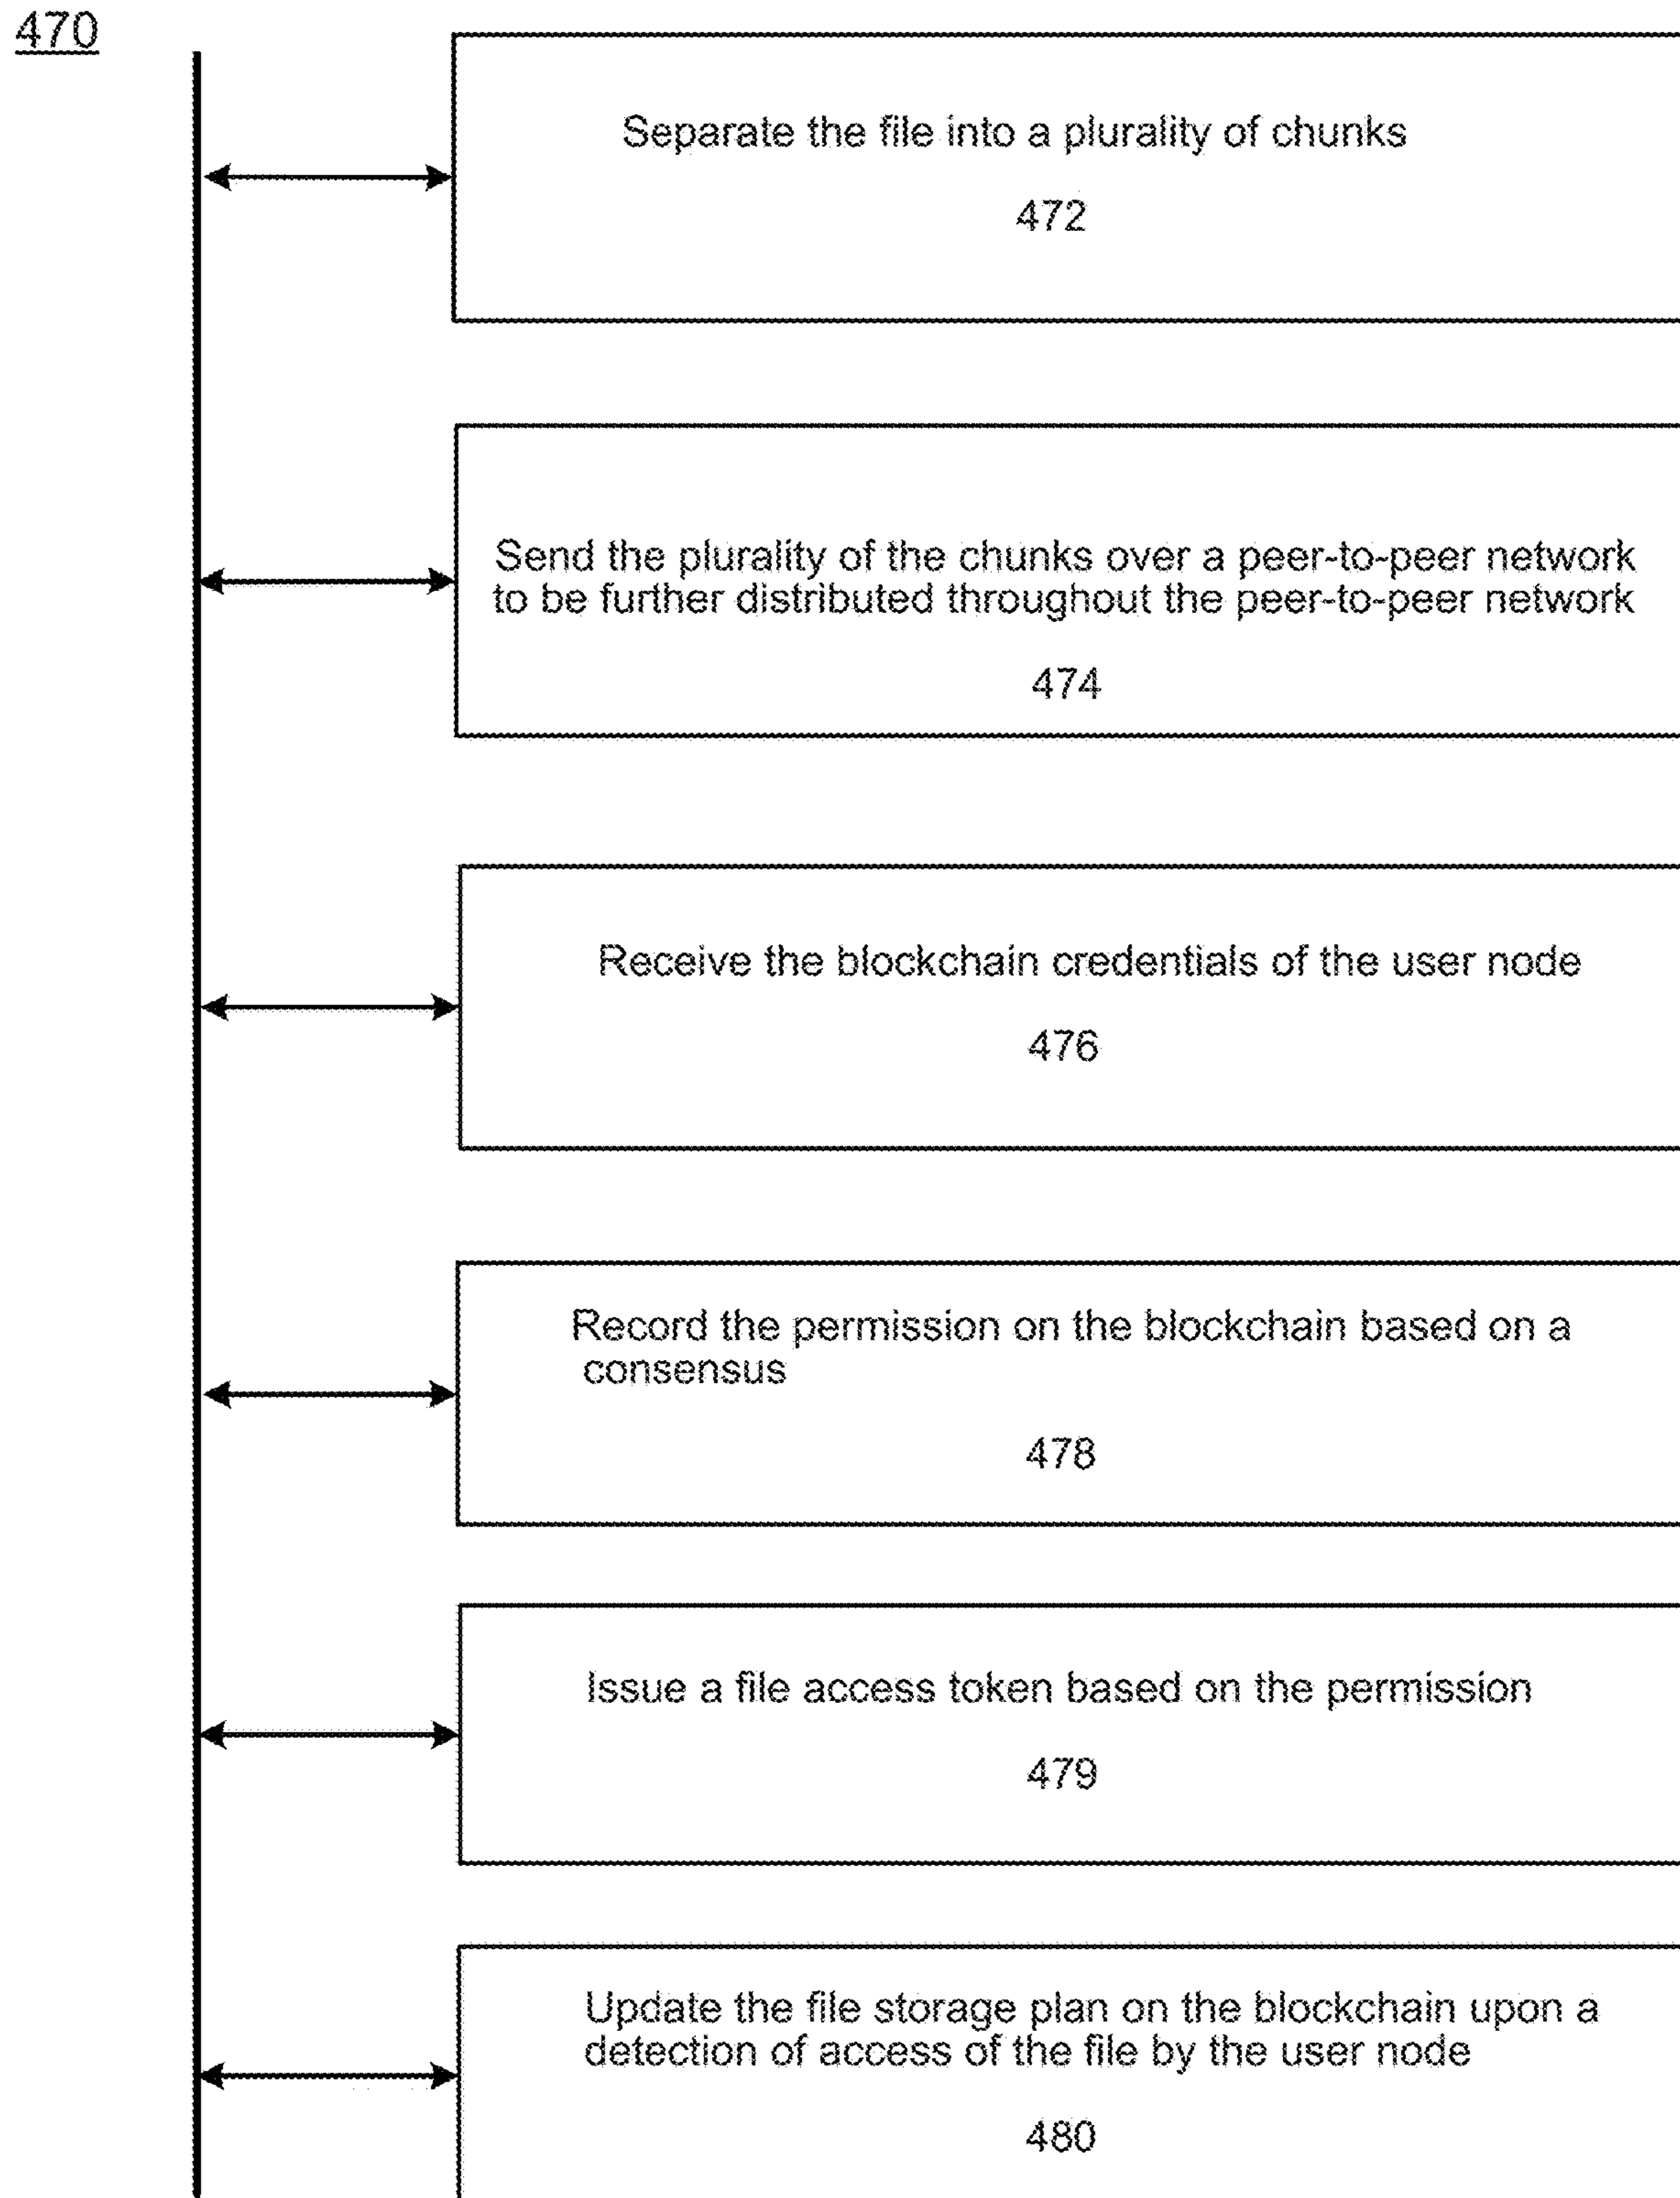 470
Separate the file into a plurality of chunks
472
Send the plurality of the chunks over a peer-to-peer network
to be further distributed throughout the peer-to-peer network
474
Receive the blockchain credentials of the user node
476
Record the permission on the blockchain based on a
consensus
478
Issue a file access token based on the permission
479
Update the file storage plan on the blockchain upon a
detection of access of the file by the user node
480